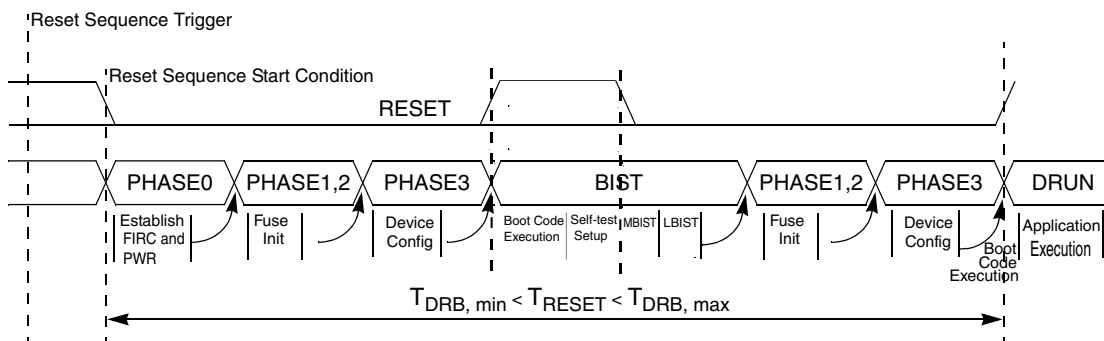 Reset Sequence Trigger
Reset Sequence Start Condition
RESET
PHASE0
PHASE1,2
PHASE3
BIST
PHASE1,2
PHASE3
DRUN
Establish
FIRC and
PWR
Fuse
Init
Device
Config
Boot Code
Execution
Self-test
Setup
MBIST
LBIST
Fuse
Init
Device
Config
Boot
Code
Execution
Application
Execution
TDRB, min < TRESET < TDRB, max